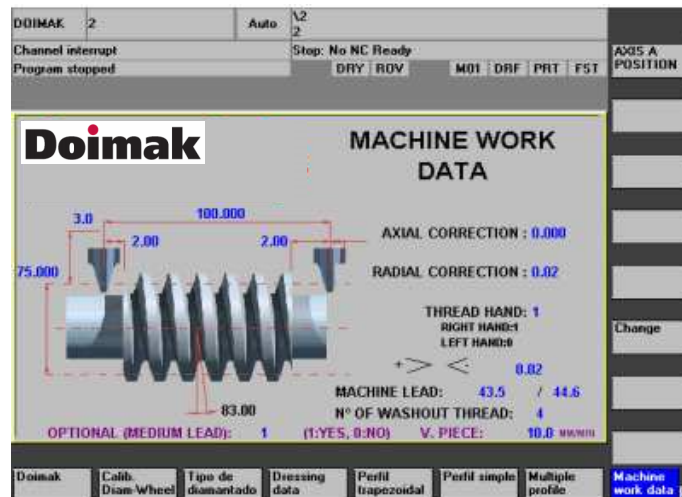 DOIMAK 2 Auto \2
2
Channel interrupt Stop: No NC Ready
Program stopped DRY ROV M01 DRF PRT FST
AXIS A
POSITION
Doimak
MACHINE WORK
DATA
3.0 100.000
2.00 2.00
75.000
AXIAL CORRECTION : 0.000
RADIAL CORRECTION : 0.02
THREAD HAND: 1
RIGHT HAND:1
LEFT HAND:0
+> <-
0.02
MACHINE LEAD: 43.5 / 44.6
83.00
Nº OF WASHOUT THREAD: 4
OPTIONAL (MEDIUM LEAD): 1 (1:YES, 0:NO) V. PIECE: 10.0
Change
Doimak
Calib.
Diam-Wheel
Tipo de
diamantado
Dressing
data
Perfil
trapezoidal
Perfil simple
Multiple
profile
Machine
work data